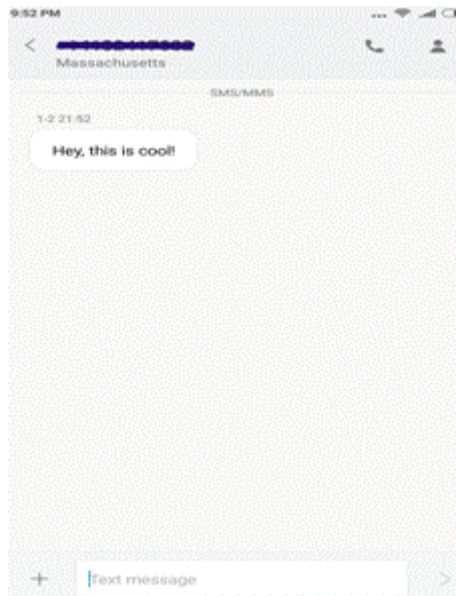 9:52 PM
Massachusetts
SMS/MMS
1-2 21:52
Hey, this is cool!
Text message